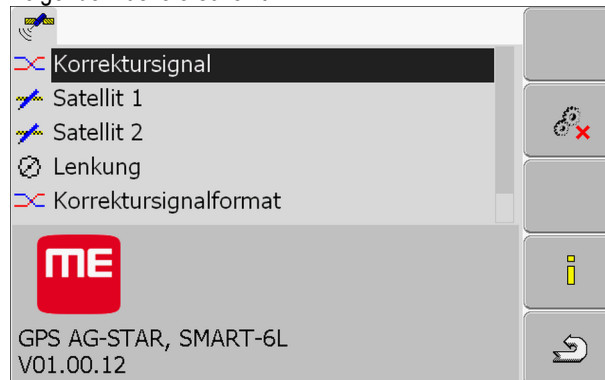 Korrektursignal
Satellit 1
Satellit 2
Lenkung
Korrektursignalformat
ME
GPS AG-STAR, SMART-6L
V01.00.12